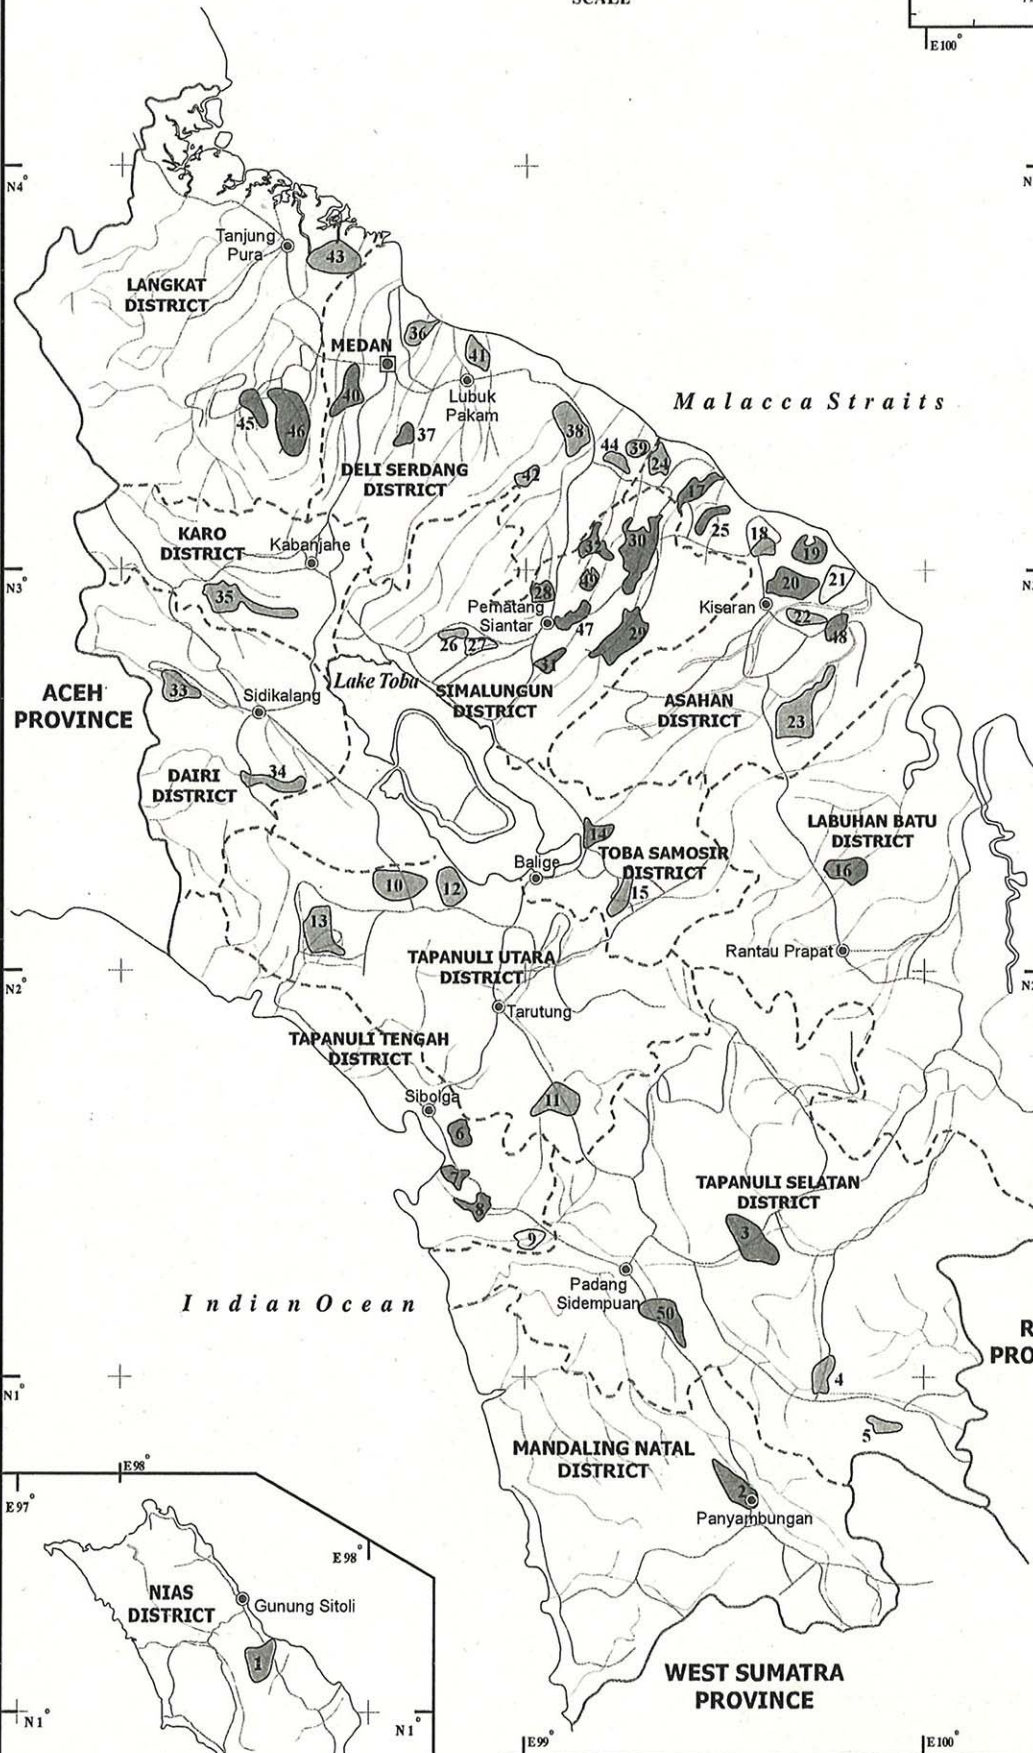 SCALE
E100°
N4°
N
Tanjung
Pura
43
LANGKAT
DISTRICT
MEDAN
36
41
Lubuk
Pakam
Malacca Straits
45
46
40
37
38
44
39
24
DELI SERDANG
DISTRICT
42
17
25
18
19
KARO
DISTRICT
Kabanjahe
32
30
N3°
35
28
49
20
21
Pematang
Siantar
47
Kisaran
22
48
26
27
29
31
ACEH
PROVINCE
33
Lake Toba
Sidikalang
SIMALUNGUN
DISTRICT
ASAHAN
DISTRICT
23
DAIRI
DISTRICT
34
14
LABUHAN BATU
DISTRICT
Balige
TOBA SAMOSIR
DISTRICT
16
10
12
15
13
Rantau Prapat
TAPANULI UTARA
DISTRICT
N2°
N2
Tarutung
TAPANULI TENGAH
DISTRICT
Sibolga
11
6
7
TAPANULI SELATAN
DISTRICT
8
9
3
Padang
Sidempuan
Indian Ocean
50
R
PRO
N1°
4
5
MANDALING NATAL
DISTRICT
E98°
E97°
2
Panyambungan
E98°
NIAS
DISTRICT
Gunung Sitoli
1
WEST SUMATRA
PROVINCE
N1°
N1°
E99°
E100°